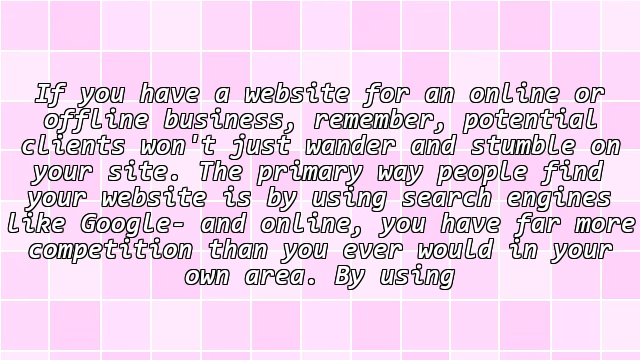 If you have a website for an online or
offline business, remember, potential
clients won't just wander and stumble on
your site. The primary way people find
your website is by using search engines
like Google- and online, you have far more
competition than you ever would in your
own area. By using